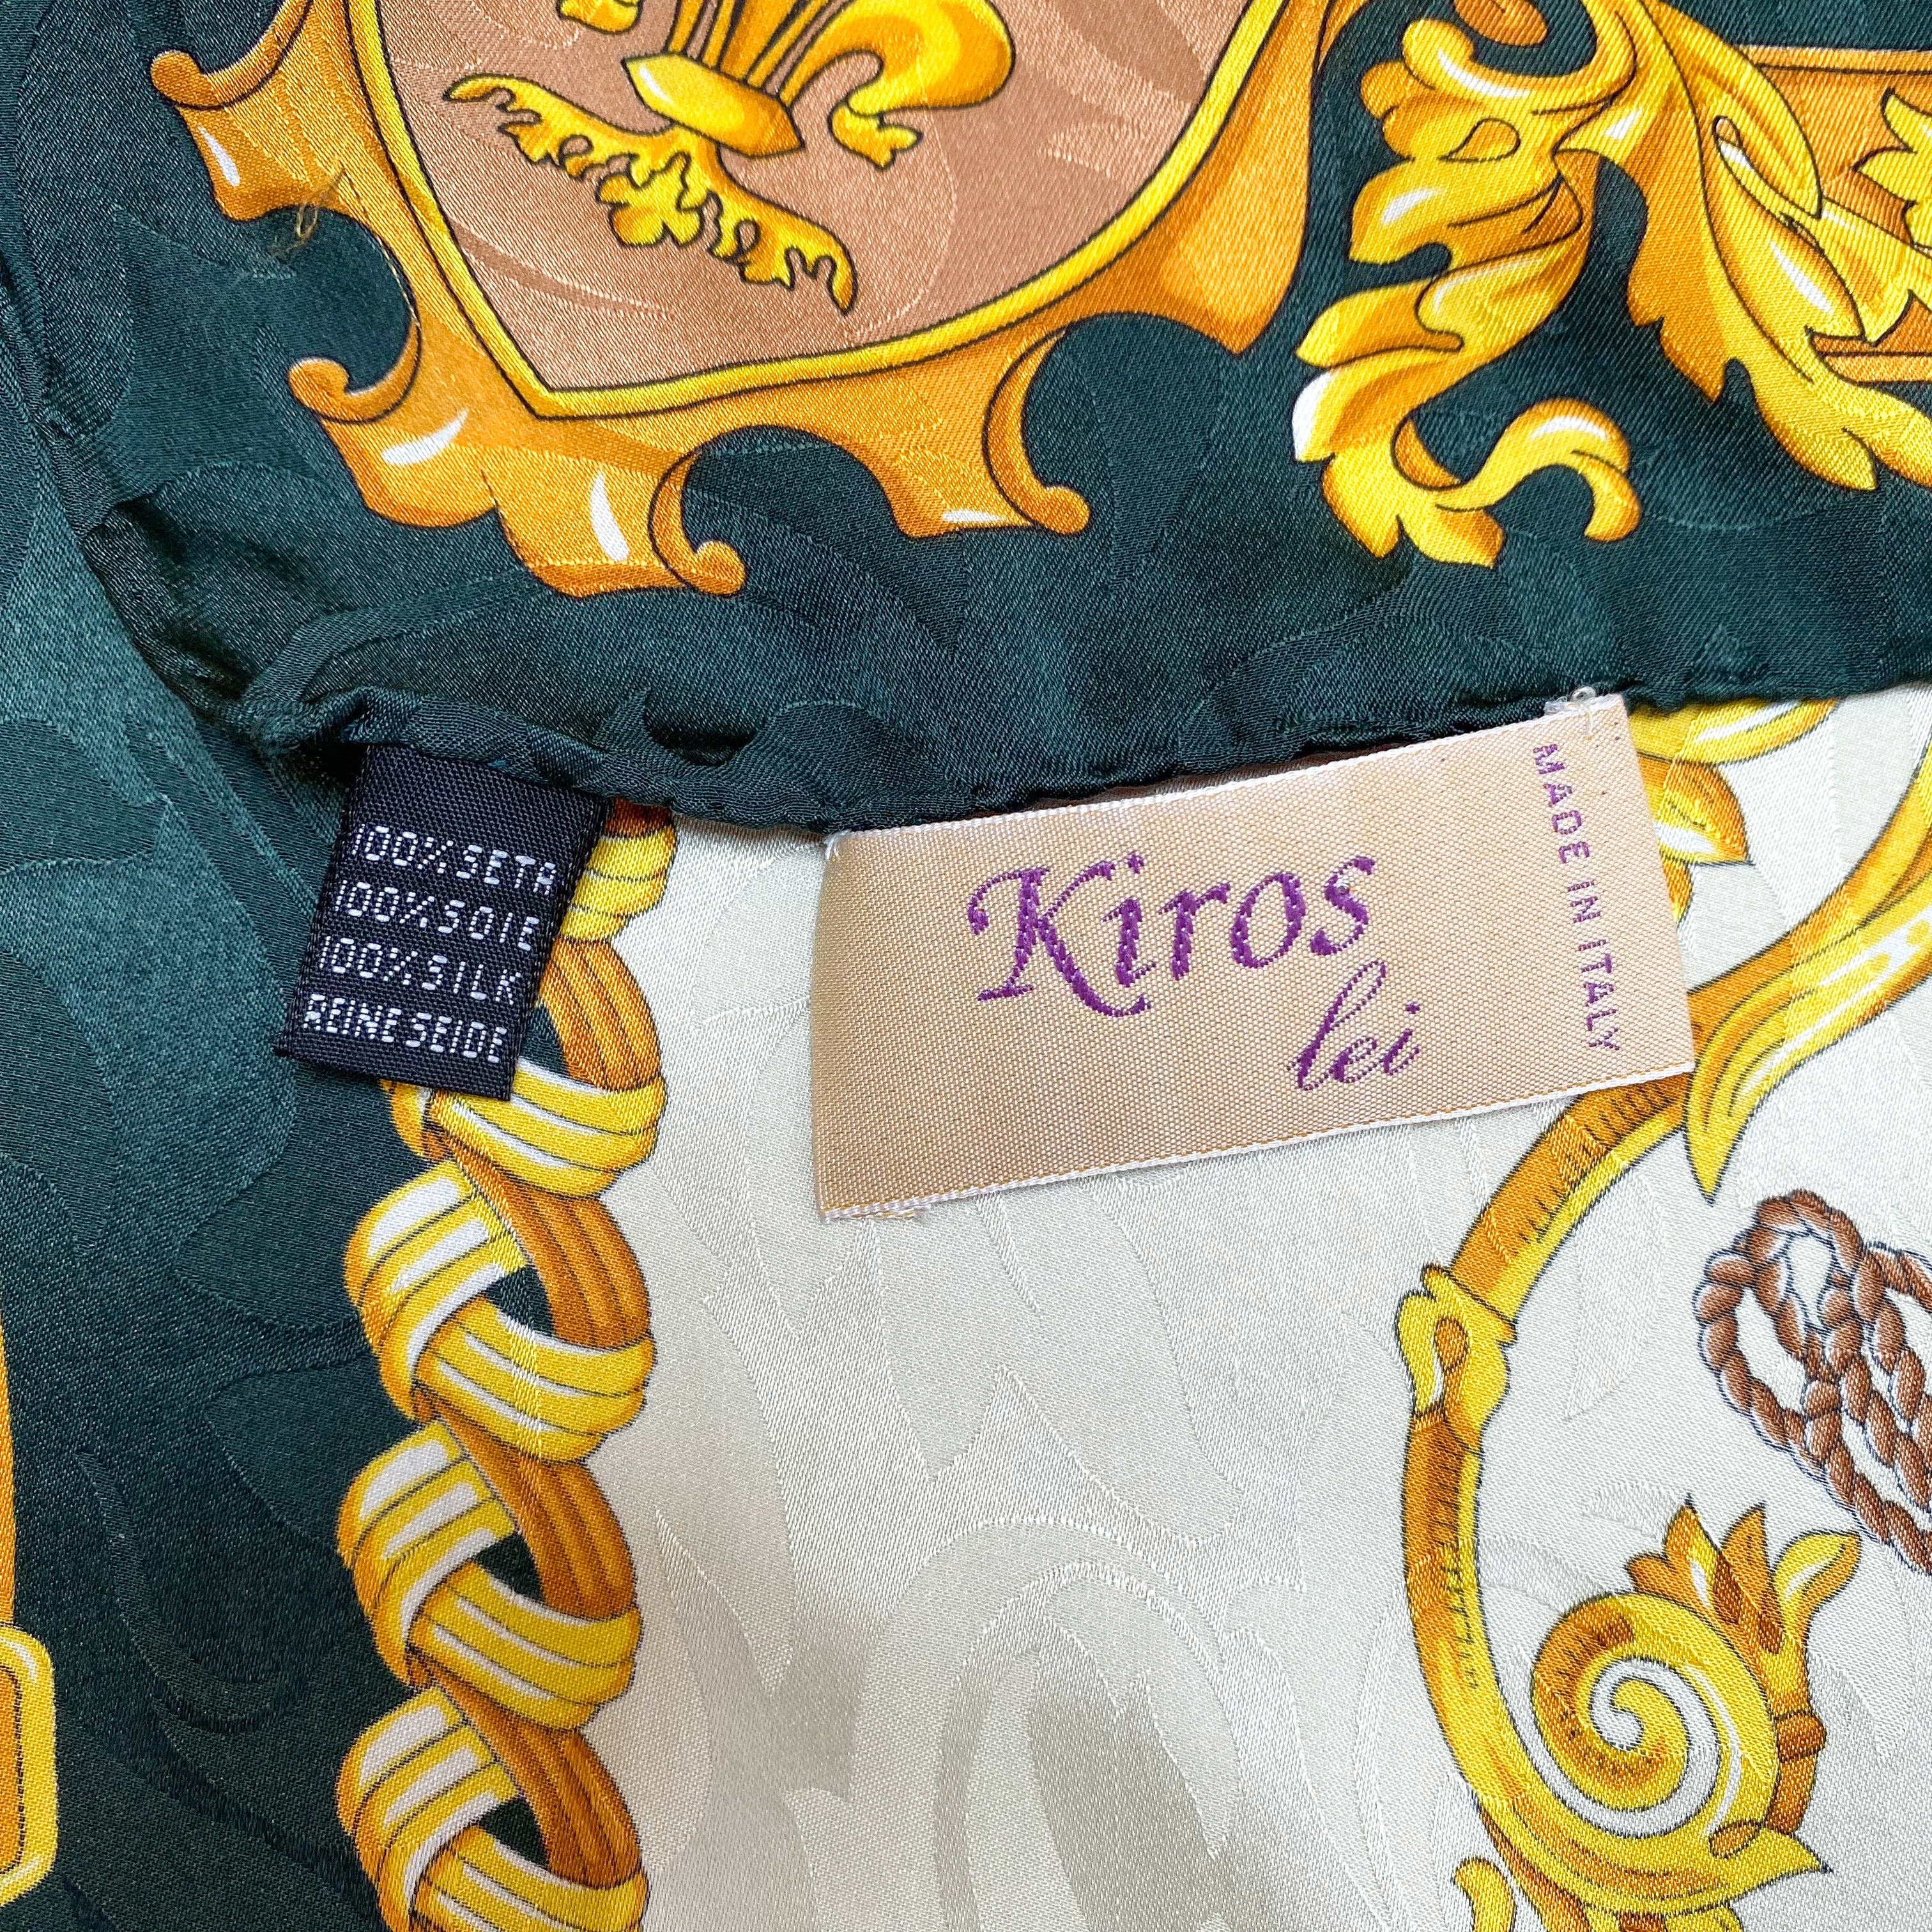 100% SETA
100% SOIE
100% SILK
REINE SEIDE
Kiros
lei
MADE IN ITALY